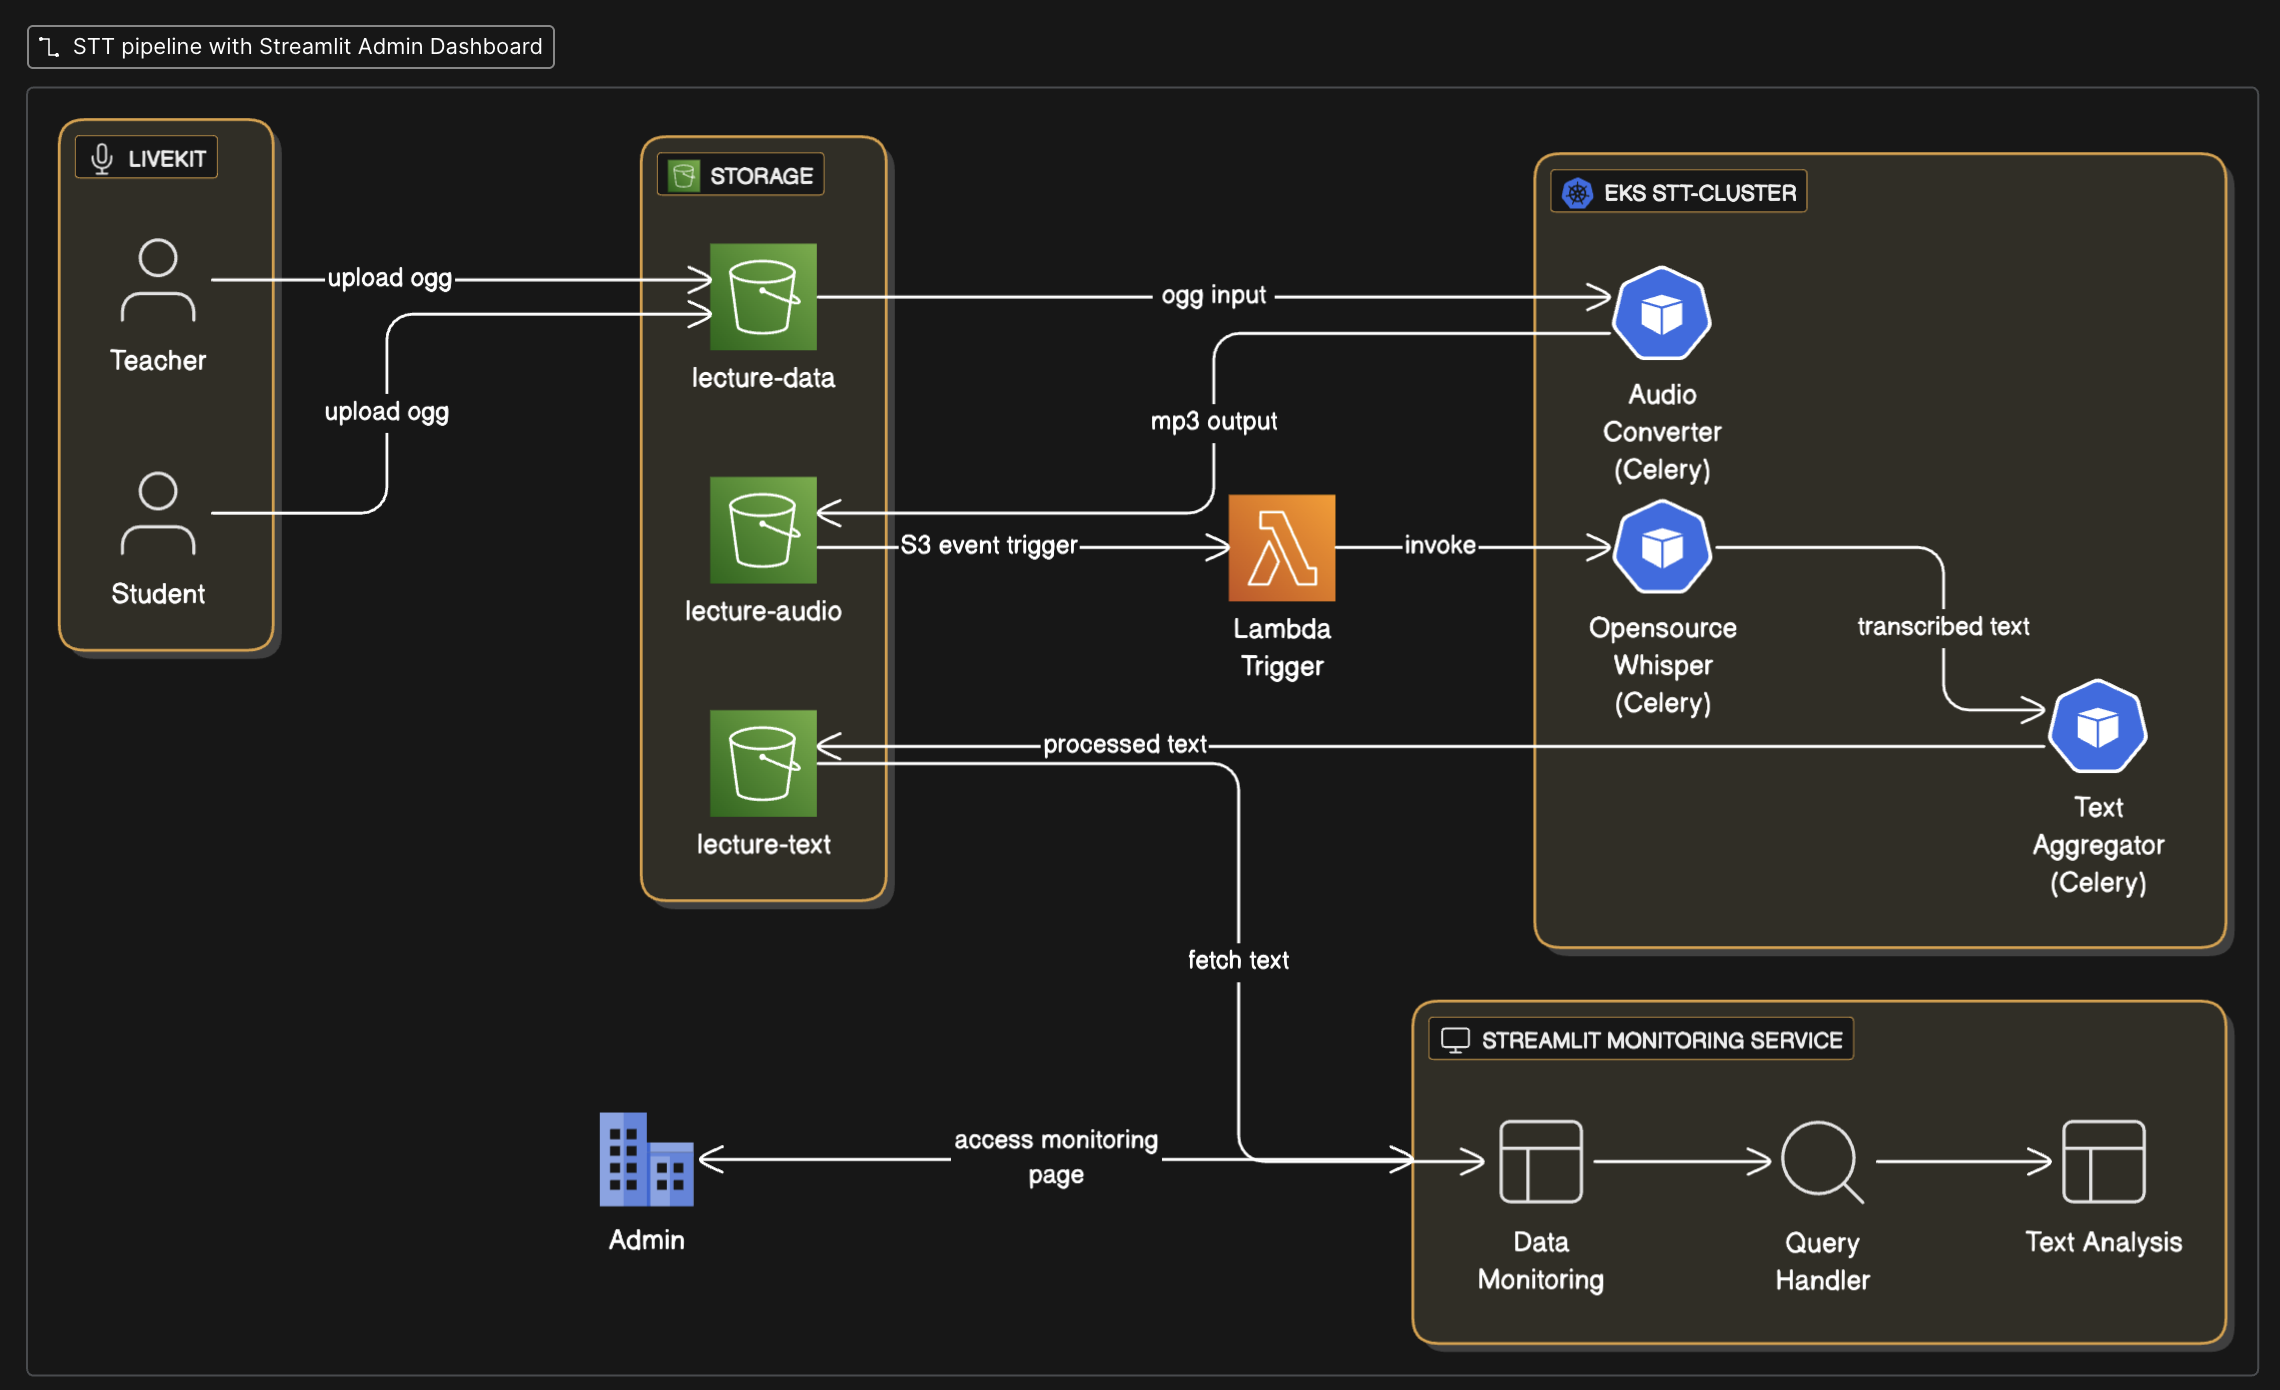 STT pipeline with Streamlit Admin Dashboard
LIVEKIT
Teacher
Student
upload ogg
upload ogg
STORAGE
lecture-data
lecture-audio
lecture-text
ogg input
mp3 output
S3 event trigger
Lambda
Trigger
invoke
processed text
fetch text
EKS STT-CLUSTER
Audio
Converter
(Celery)
Opensource
Whisper
(Celery)
transcribed text
Text
Aggregator
(Celery)
Admin
access monitoring
page
STREAMLIT MONITORING SERVICE
Data
Monitoring
Query
Handler
Text Analysis